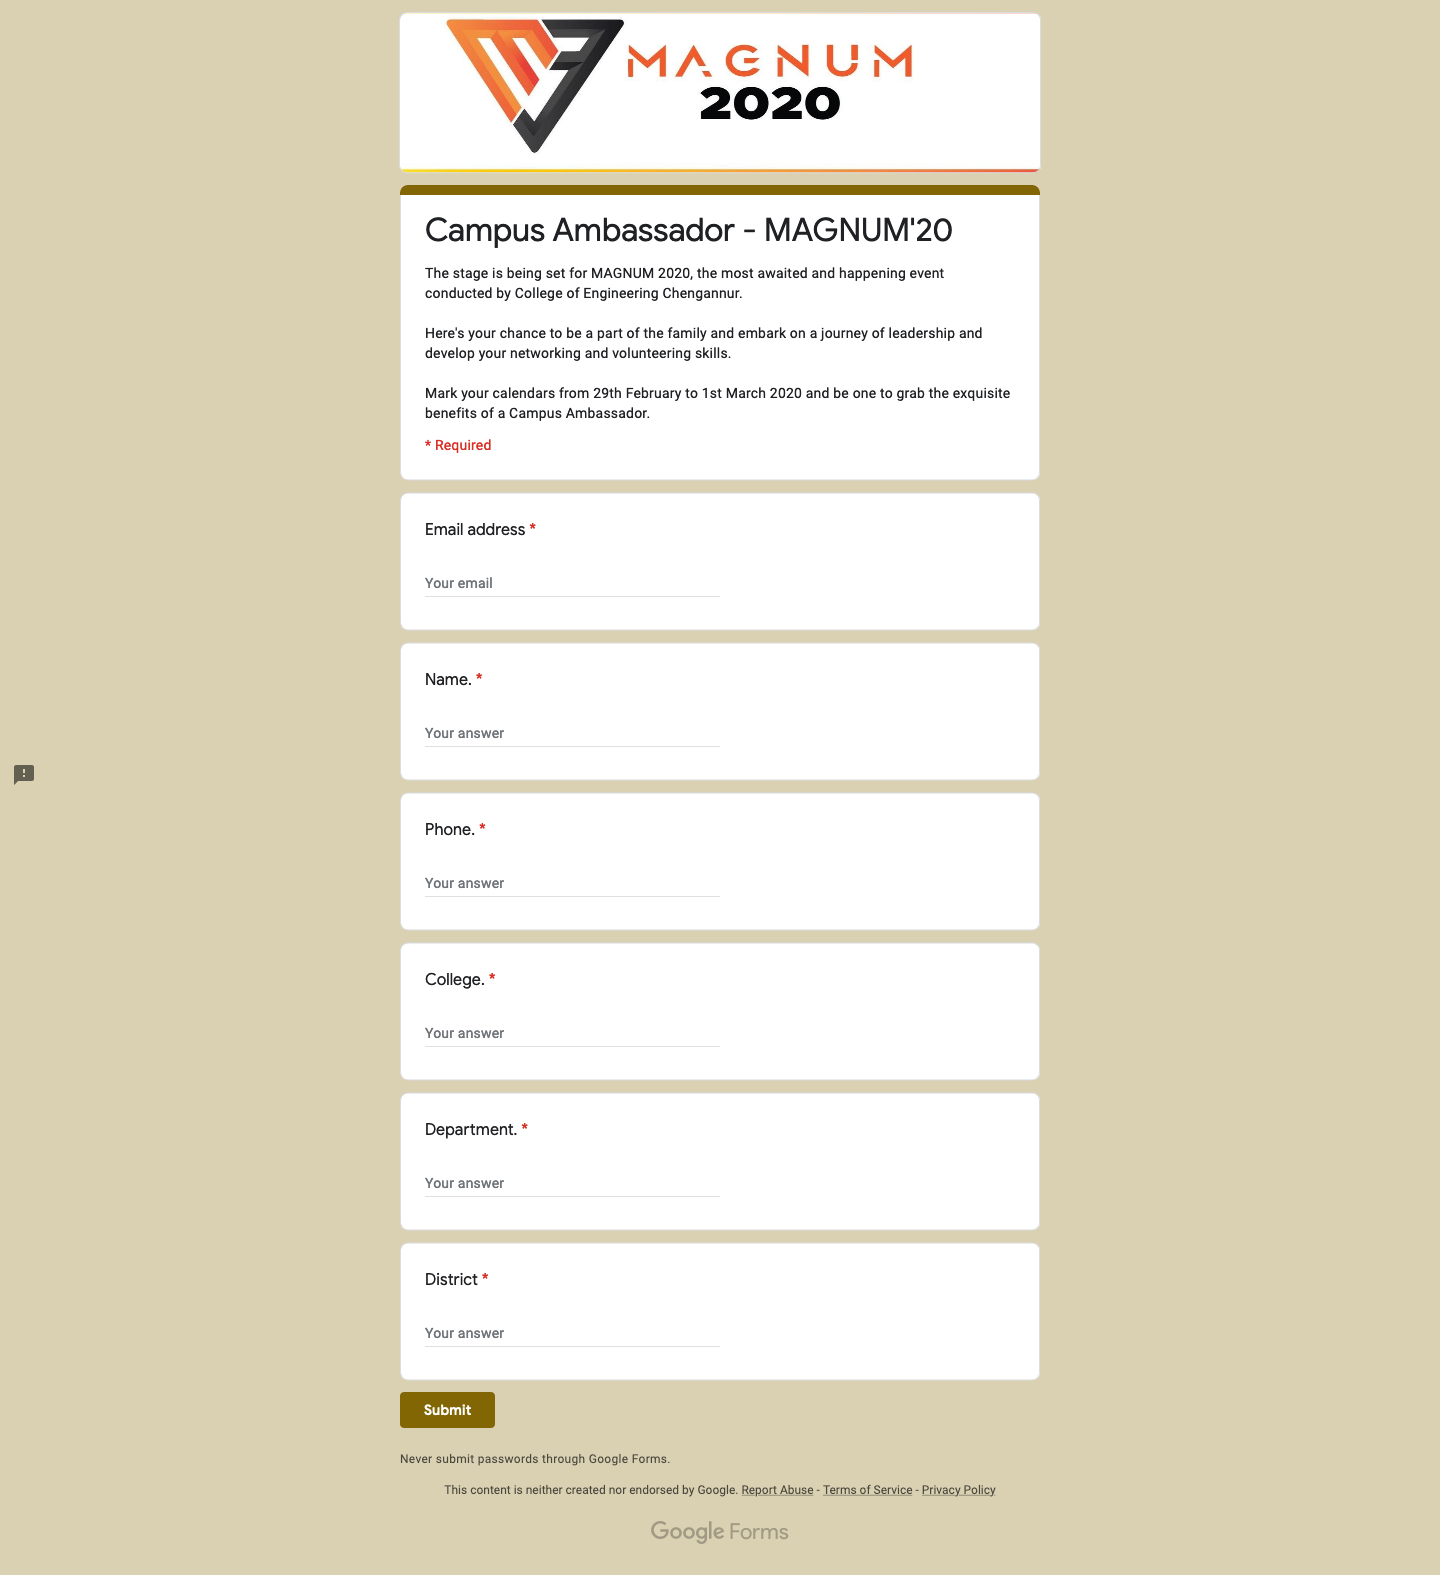 MAGNUM
2020
Campus Ambassador - MAGNUM'20
The stage is being set for MAGNUM 2020, the most awaited and happening event
conducted by College of Engineering Chengannur.
Here's your chance to be a part of the family and embark on a journey of leadership and
develop your networking and volunteering skills.
Mark your calendars from 29th February to 1st March 2020 and be one to grab the exquisite
benefits of a Campus Ambassador.
* Required
Email address *
Your email
Name. *
Your answer
Phone. *
Your answer
College. *
Your answer
Department. *
Your answer
District *
Your answer
Submit
Never submit passwords through Google Forms.
This content is neither created nor endorsed by Google. Report Abuse - Terms of Service - Privacy Policy
Google Forms